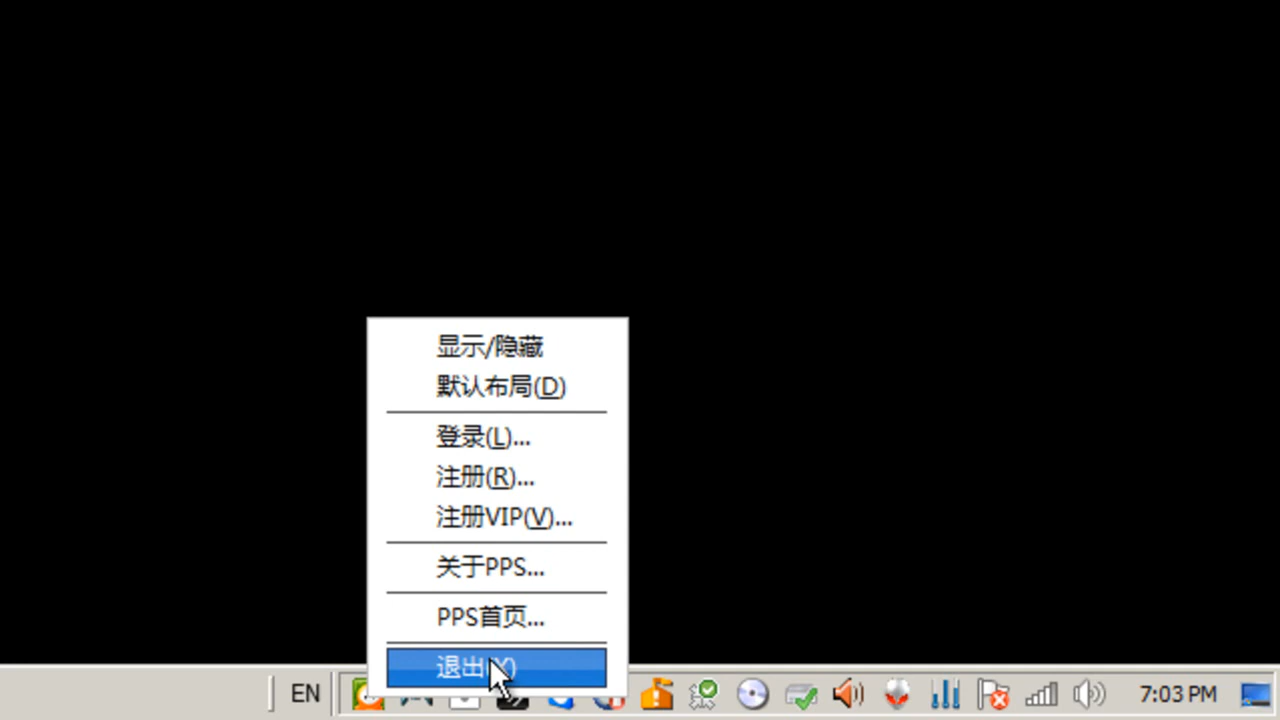 显示/隐藏
默认布局(D)
登录(L)...
注册(R)...
注册VIP(V)...
关于PPS...
PPS首页...
退出(X)
EN
7:03 PM